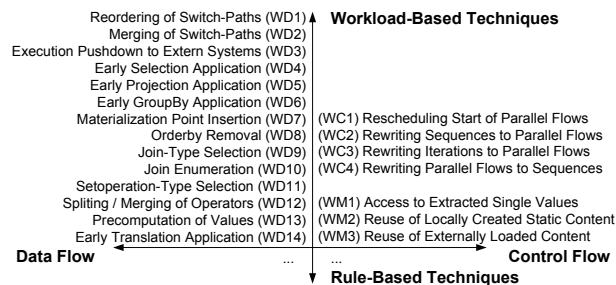 Workload-Based Techniques
Reordering of Switch-Paths (WD1)
Merging of Switch-Paths (WD2)
Execution Pushdown to Extern Systems (WD3)
Early Selection Application (WD4)
Early Projection Application (WD5)
Early GroupBy Application (WD6)
Materialization Point Insertion (WD7)
Orderby Removal (WD8)
Join-Type Selection (WD9)
Join Enumeration (WD10)
Setoperation-Type Selection (WD11)
Spliting / Merging of Operators (WD12)
Precomputation of Values (WD13)
Early Translation Application (WD14)
...
(WC1) Rescheduling Start of Parallel Flows
(WC2) Rewriting Sequences to Parallel Flows
(WC3) Rewriting Iterations to Parallel Flows
(WC4) Rewriting Parallel Flows to Sequences
(WM1) Access to Extracted Single Values
(WM2) Reuse of Locally Created Static Content
(WM3) Reuse of Externally Loaded Content
...
Data Flow
Control Flow
Rule-Based Techniques